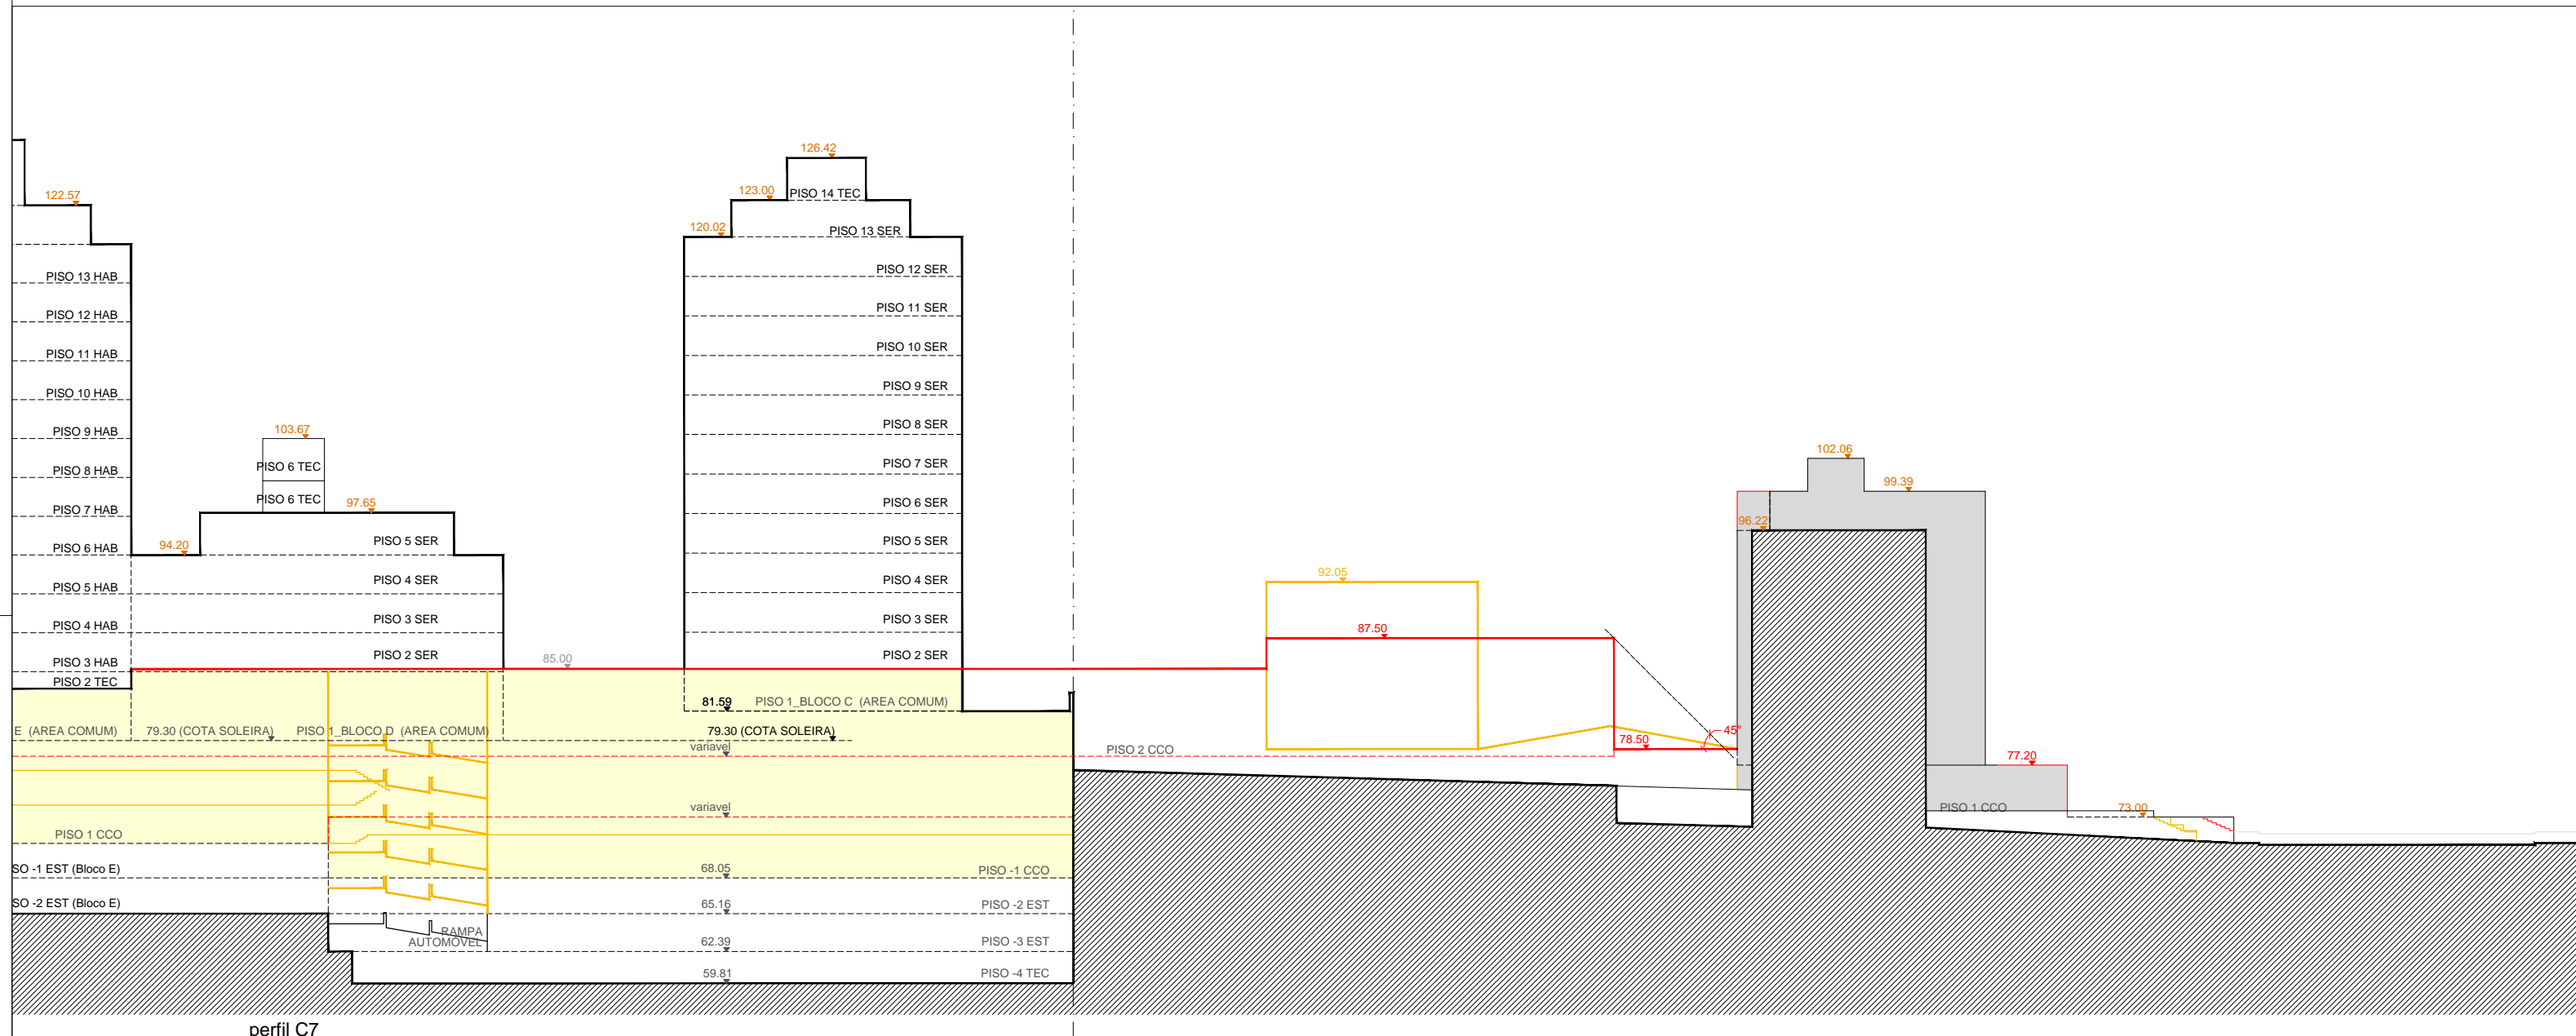 126.42
123.00
PISO 14 TEC
122.57
120.02
PISO 13 SER
PISO 12 SER
PISO 13 HAB
PISO 11 SER
PISO 12 HAB
PISO 10 SER
PISO 11 HAB
PISO 9 SER
PISO 10 HAB
PISO 8 SER
103.67
PISO 9 HAB
102.06
PISO 7 SER
PISO 6 TEC
PISO 8 HAB
99.39
PISO 6 TEC
97.65
PISO 6 SER
PISO 7 HAB
96.22
PISO 5 SER
PISO 5 SER
94.20
PISO 6 HAB
92.05
PISO 4 SER
PISO 4 SER
PISO 5 HAB
PISO 3 SER
PISO 3 SER
PISO 4 HAB
87.50
PISO 2 SER
PISO 2 SER
85.00
PISO 3 HAB
PISO 2 TEC
81.59
PISO 1_BLOCO C (AREA COMUM)
E (AREA COMUM)
79.30 (COTA SOLEIRA)
PISO 1_BLOCO D (AREA COMUM)
79.30 (COTA SOLEIRA)
45°
78.50
variavel
PISO 2 CCO
77.20
variavel
PISO 1 CCO
73.00
PISO 1 CCO
SO -1 EST (Bloco E)
68.05
PISO -1 CCO
SO -2 EST (Bloco E)
65.16
PISO -2 EST
RAMPA
AUTOMOVEL
62.39
PISO -3 EST
59.81
PISO -4 TEC
perfil C7